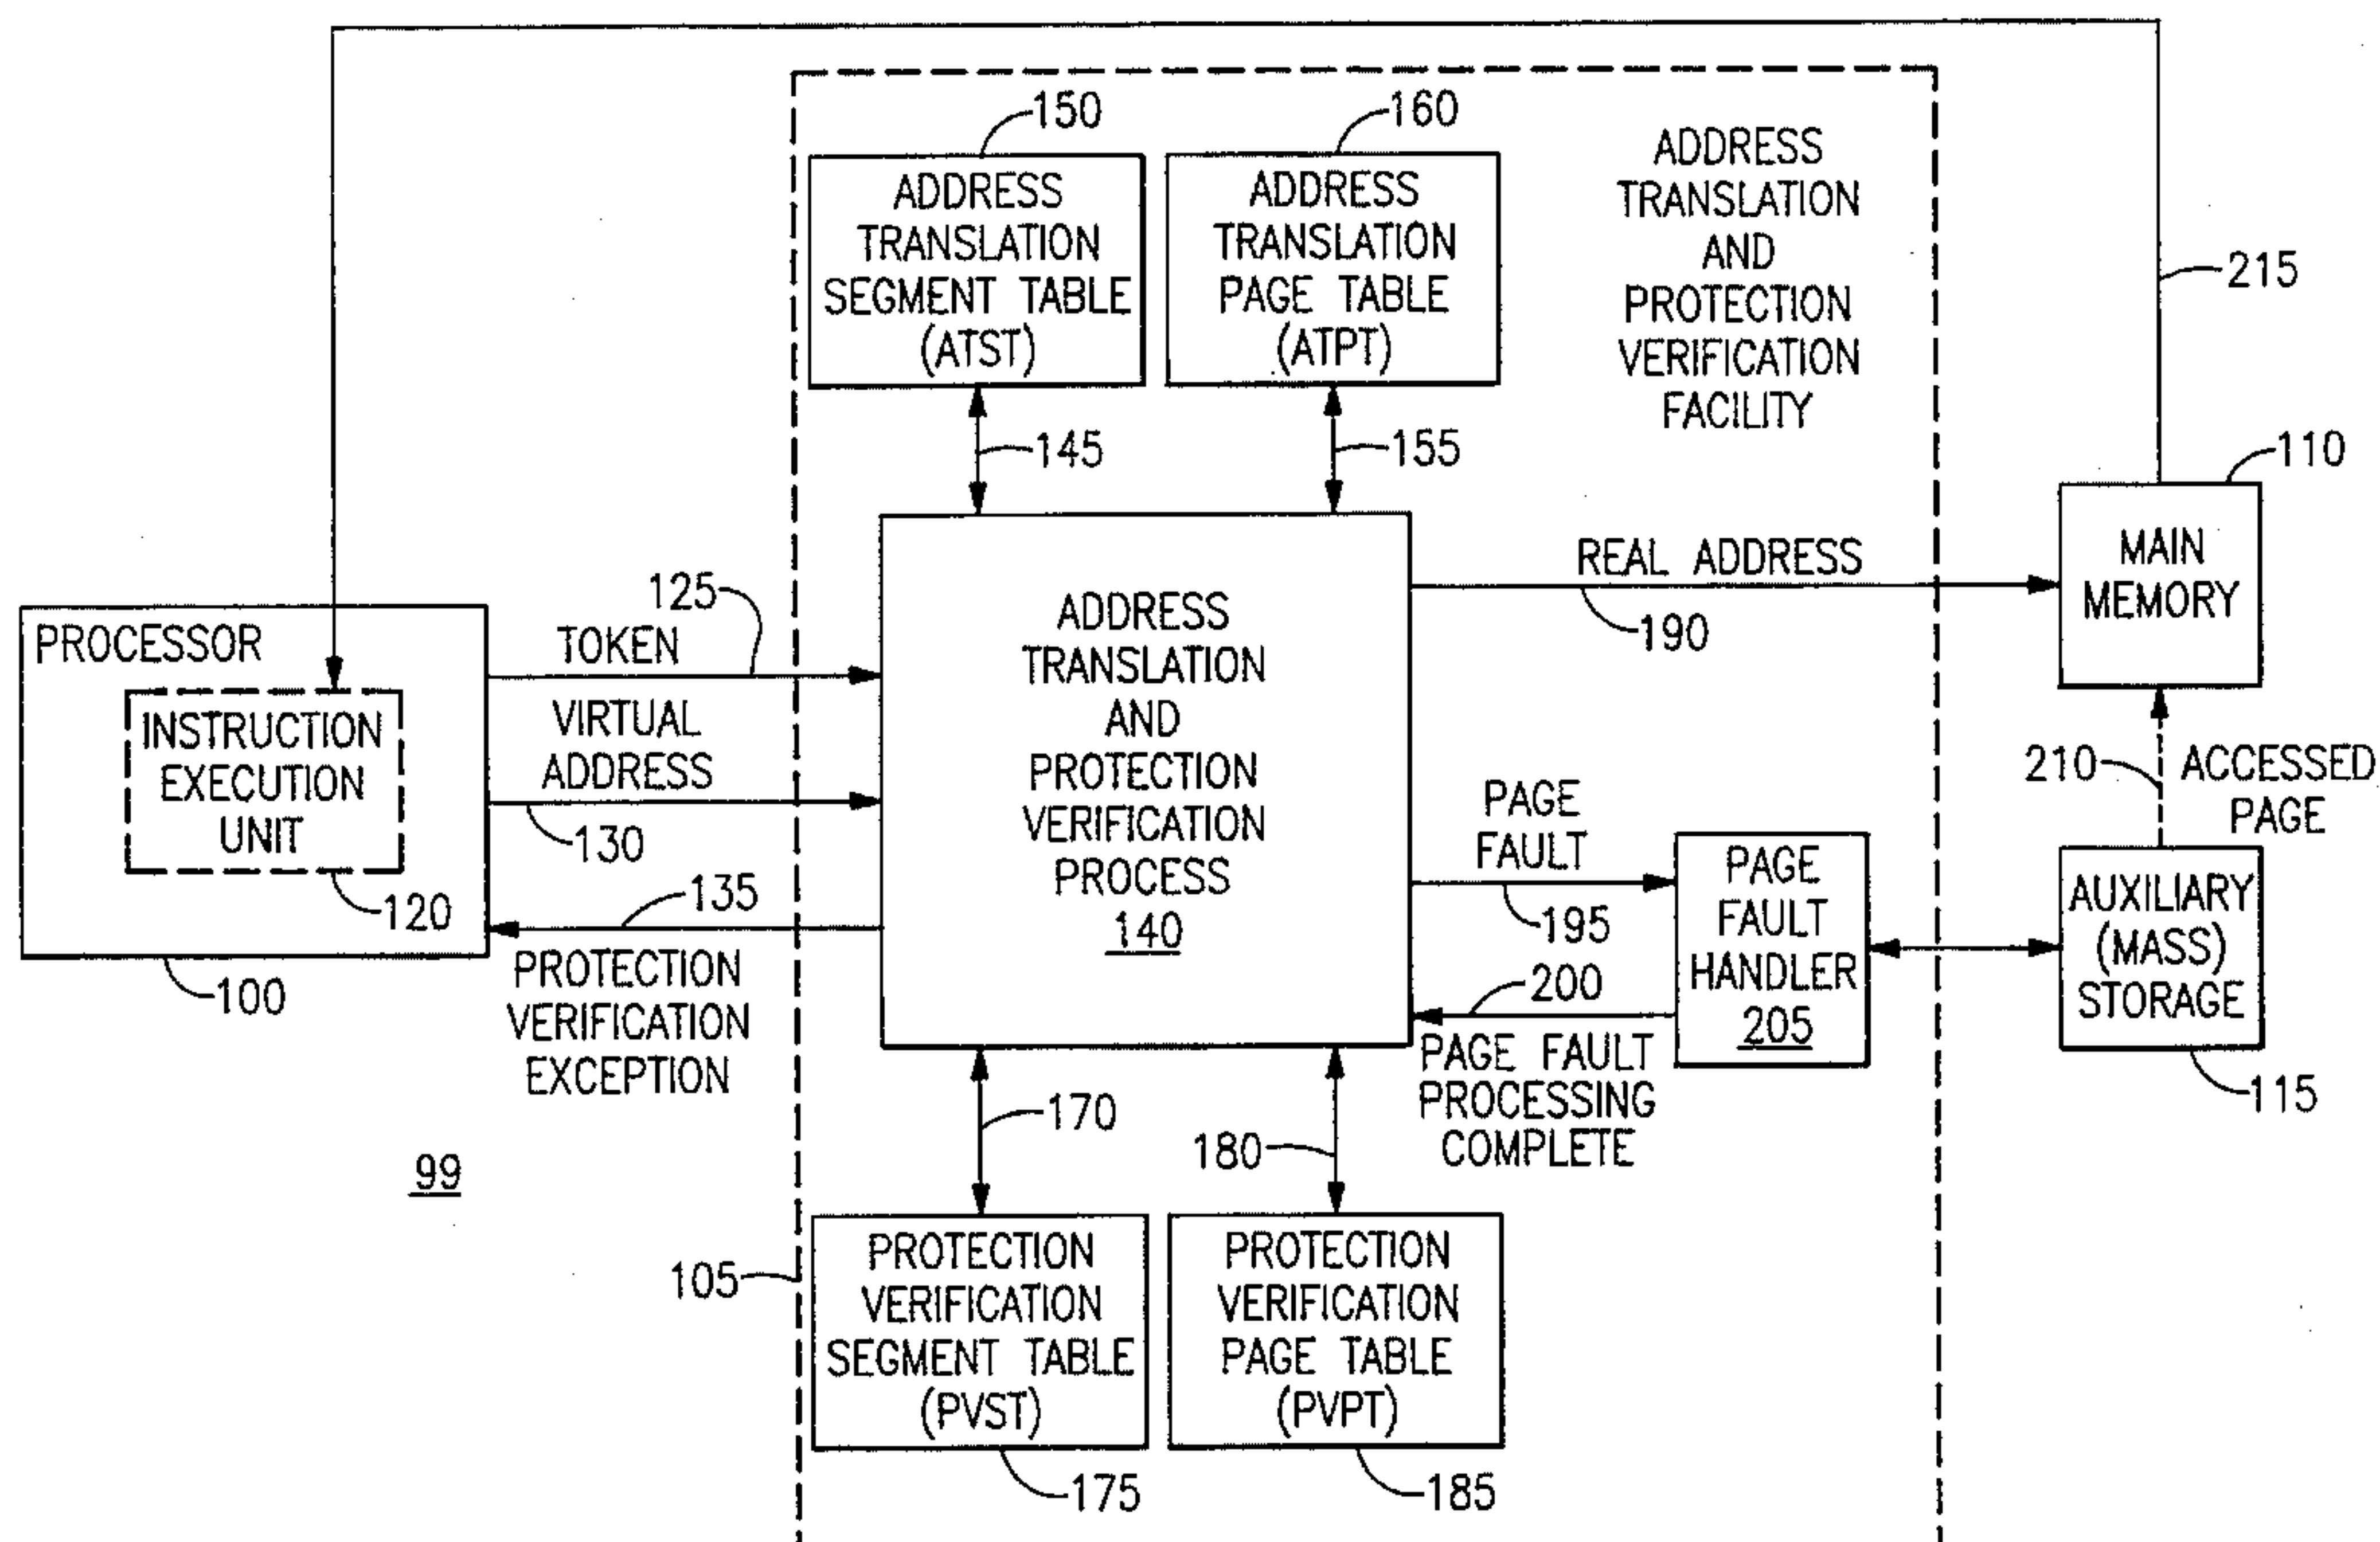 150
ADDRESS
TRANSLATION
SEGMENT TABLE
(ATST)
160
ADDRESS
TRANSLATION
PAGE TABLE
(ATPT)
ADDRESS
TRANSLATION
AND
PROTECTION
VERIFICATION
FACILITY
215
145
155
110
MAIN
MEMORY
PROCESSOR
INSTRUCTION
EXECUTION
UNIT
120
100
125
TOKEN
VIRTUAL
ADDRESS
130
135
PROTECTION
VERIFICATION
EXCEPTION
ADDRESS
TRANSLATION
AND
PROTECTION
VERIFICATION
PROCESS
140
REAL ADDRESS
190
PAGE
FAULT
195
200
PAGE FAULT
PROCESSING
COMPLETE
PAGE
FAULT
HANDLER
205
210
ACCESSED
PAGE
AUXILIARY
(MASS)
STORAGE
115
170
180
99
105
PROTECTION
VERIFICATION
SEGMENT TABLE
(PVST)
175
PROTECTION
VERIFICATION
PAGE TABLE
(PVPT)
185